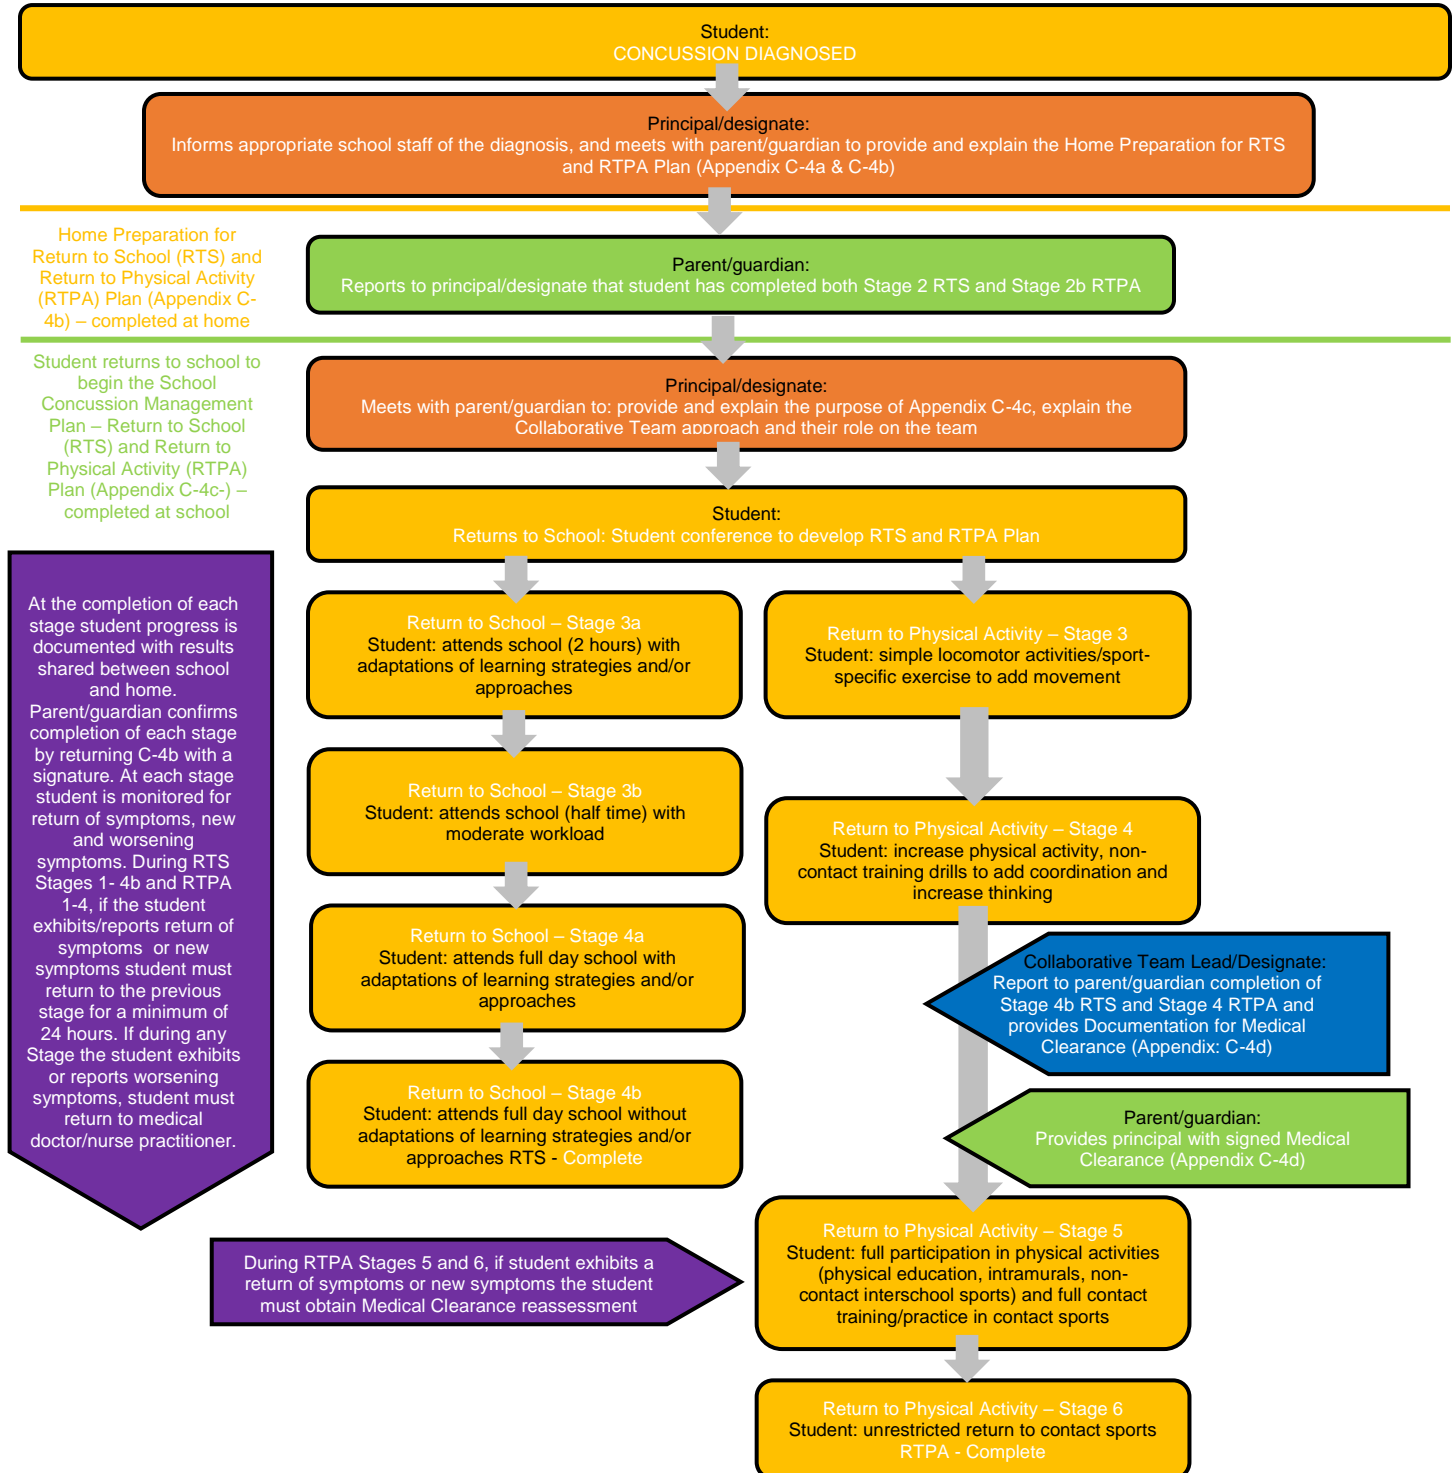 Student:
CONCUSSION DIAGNOSED
Principal/designate:
Informs appropriate school staff of the diagnosis, and meets with parent/guardian to provide and explain the Home Preparation for RTS
and RTPA Plan (Appendix C-4a & C-4b)
Home Preparation for
Return to School (RTS) and
Return to Physical Activity
(RTPA) Plan (Appendix C-
4b) – completed at home
Parent/guardian:
Reports to principal/designate that student has completed both Stage 2 RTS and Stage 2b RTPA
Student returns to school to
begin the School
Concussion Management
Plan – Return to School
(RTS) and Return to
Physical Activity (RTPA)
Plan (Appendix C-4c-) –
completed at school
Principal/designate:
Meets with parent/guardian to: provide and explain the purpose of Appendix C-4c, explain the
Collaborative Team approach and their role on the team
Student:
Returns to School: Student conference to develop RTS and RTPA Plan
At the completion of each
stage student progress is
documented with results
shared between school
and home.
Parent/guardian confirms
completion of each stage
by returning C-4b with a
signature. At each stage
student is monitored for
return of symptoms, new
and worsening
symptoms. During RTS
Stages 1- 4b and RTPA
1-4, if the student
exhibits/reports return of
symptoms or new
symptoms student must
return to the previous
stage for a minimum of
24 hours. If during any
Stage the student exhibits
or reports worsening
symptoms, student must
return to medical
doctor/nurse practitioner.
Return to School – Stage 3a
Student: attends school (2 hours) with
adaptations of learning strategies and/or
approaches
Return to School – Stage 3b
Student: attends school (half time) with
moderate workload
Return to School – Stage 4a
Student: attends full day school with
adaptations of learning strategies and/or
approaches
Return to School – Stage 4b
Student: attends full day school without
adaptations of learning strategies and/or
approaches RTS - Complete
Return to Physical Activity – Stage 3
Student: simple locomotor activities/sport-
specific exercise to add movement
Return to Physical Activity – Stage 4
Student: increase physical activity, non-
contact training drills to add coordination and
increase thinking
Collaborative Team Lead/Designate:
Report to parent/guardian completion of
Stage 4b RTS and Stage 4 RTPA and
provides Documentation for Medical
Clearance (Appendix: C-4d)
Parent/guardian:
Provides principal with signed Medical
Clearance (Appendix C-4d)
During RTPA Stages 5 and 6, if student exhibits a
return of symptoms or new symptoms the student
must obtain Medical Clearance reassessment
Return to Physical Activity – Stage 5
Student: full participation in physical activities
(physical education, intramurals, non-
contact interschool sports) and full contact
training/practice in contact sports
Return to Physical Activity – Stage 6
Student: unrestricted return to contact sports
RTPA - Complete